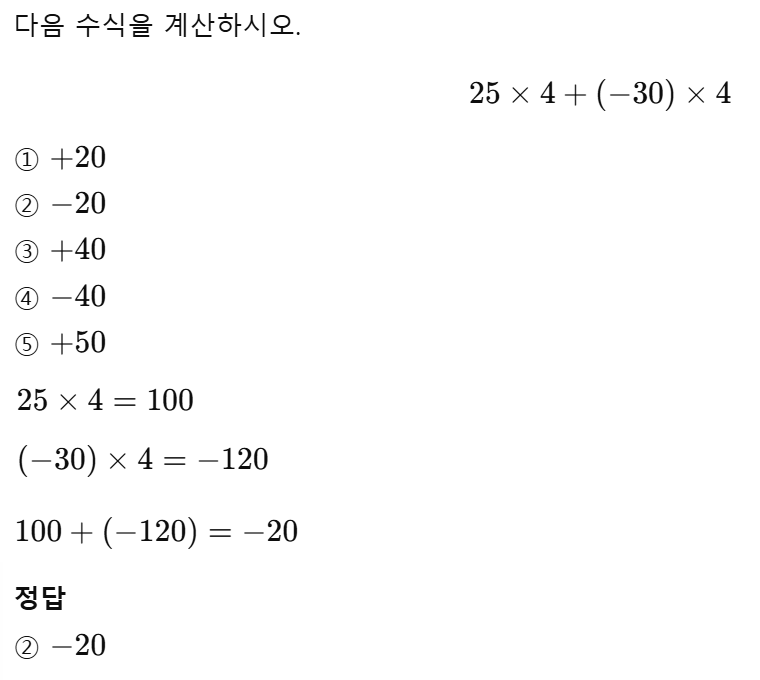 다음 수식을 계산하시오.
25 × 4 + (−30) × 4
① +20
② −20
③ +40
④ −40
⑤ +50
25 × 4 = 100
(−30) × 4 = −120
100 + (−120) = −20
정답
② −20